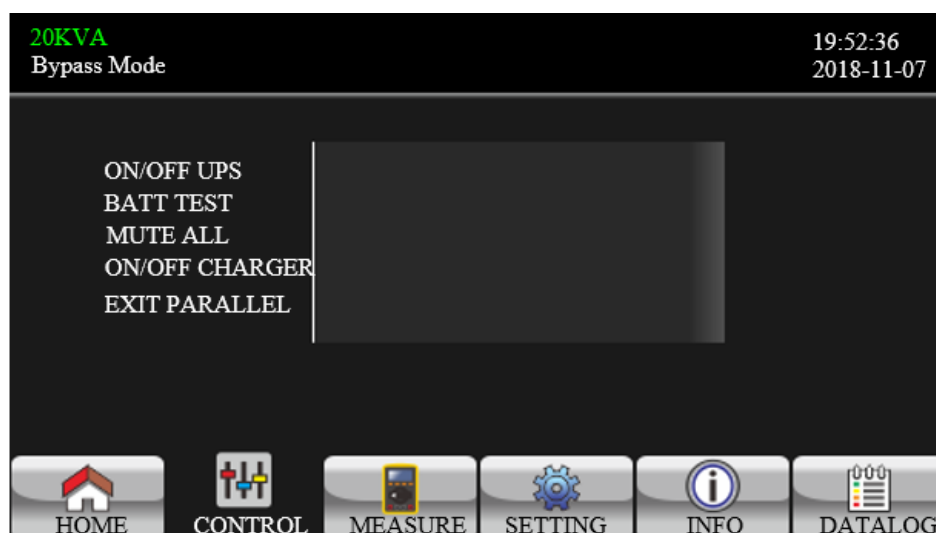 20KVA
Bypass Mode
19:52:36
2018-11-07
ON/OFF UPS
BATT TEST
MUTE ALL
ON/OFF CHARGER
EXIT PARALLEL
HOME
CONTROL
MEASURE
SETTING
INFO
DATALOG